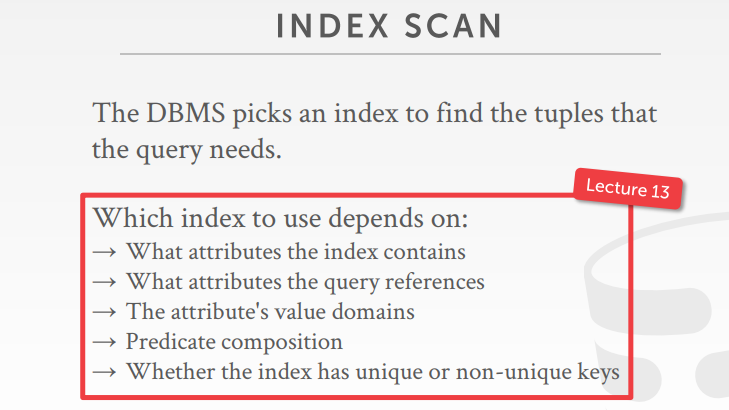 INDEX SCAN
The DBMS picks an index to find the tuples that
the query needs.
Lecture 13
Which index to use depends on:
→ What attributes the index contains
→ What attributes the query references
→ The attribute's value domains
→ Predicate composition
→ Whether the index has unique or non-unique keys